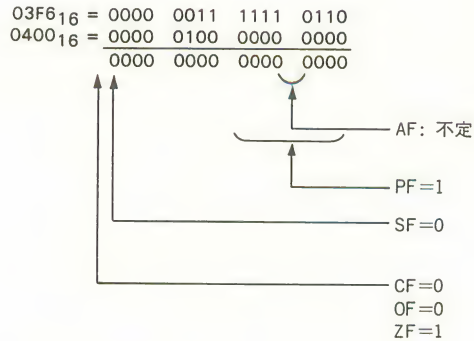 03F6₁₆ = 0000 0011 1111 0110
0400₁₆ = 0000 0100 0000 0000
0000 0000 0000 0000
AF: 不定
PF=1
SF=0
CF=0
OF=0
ZF=1